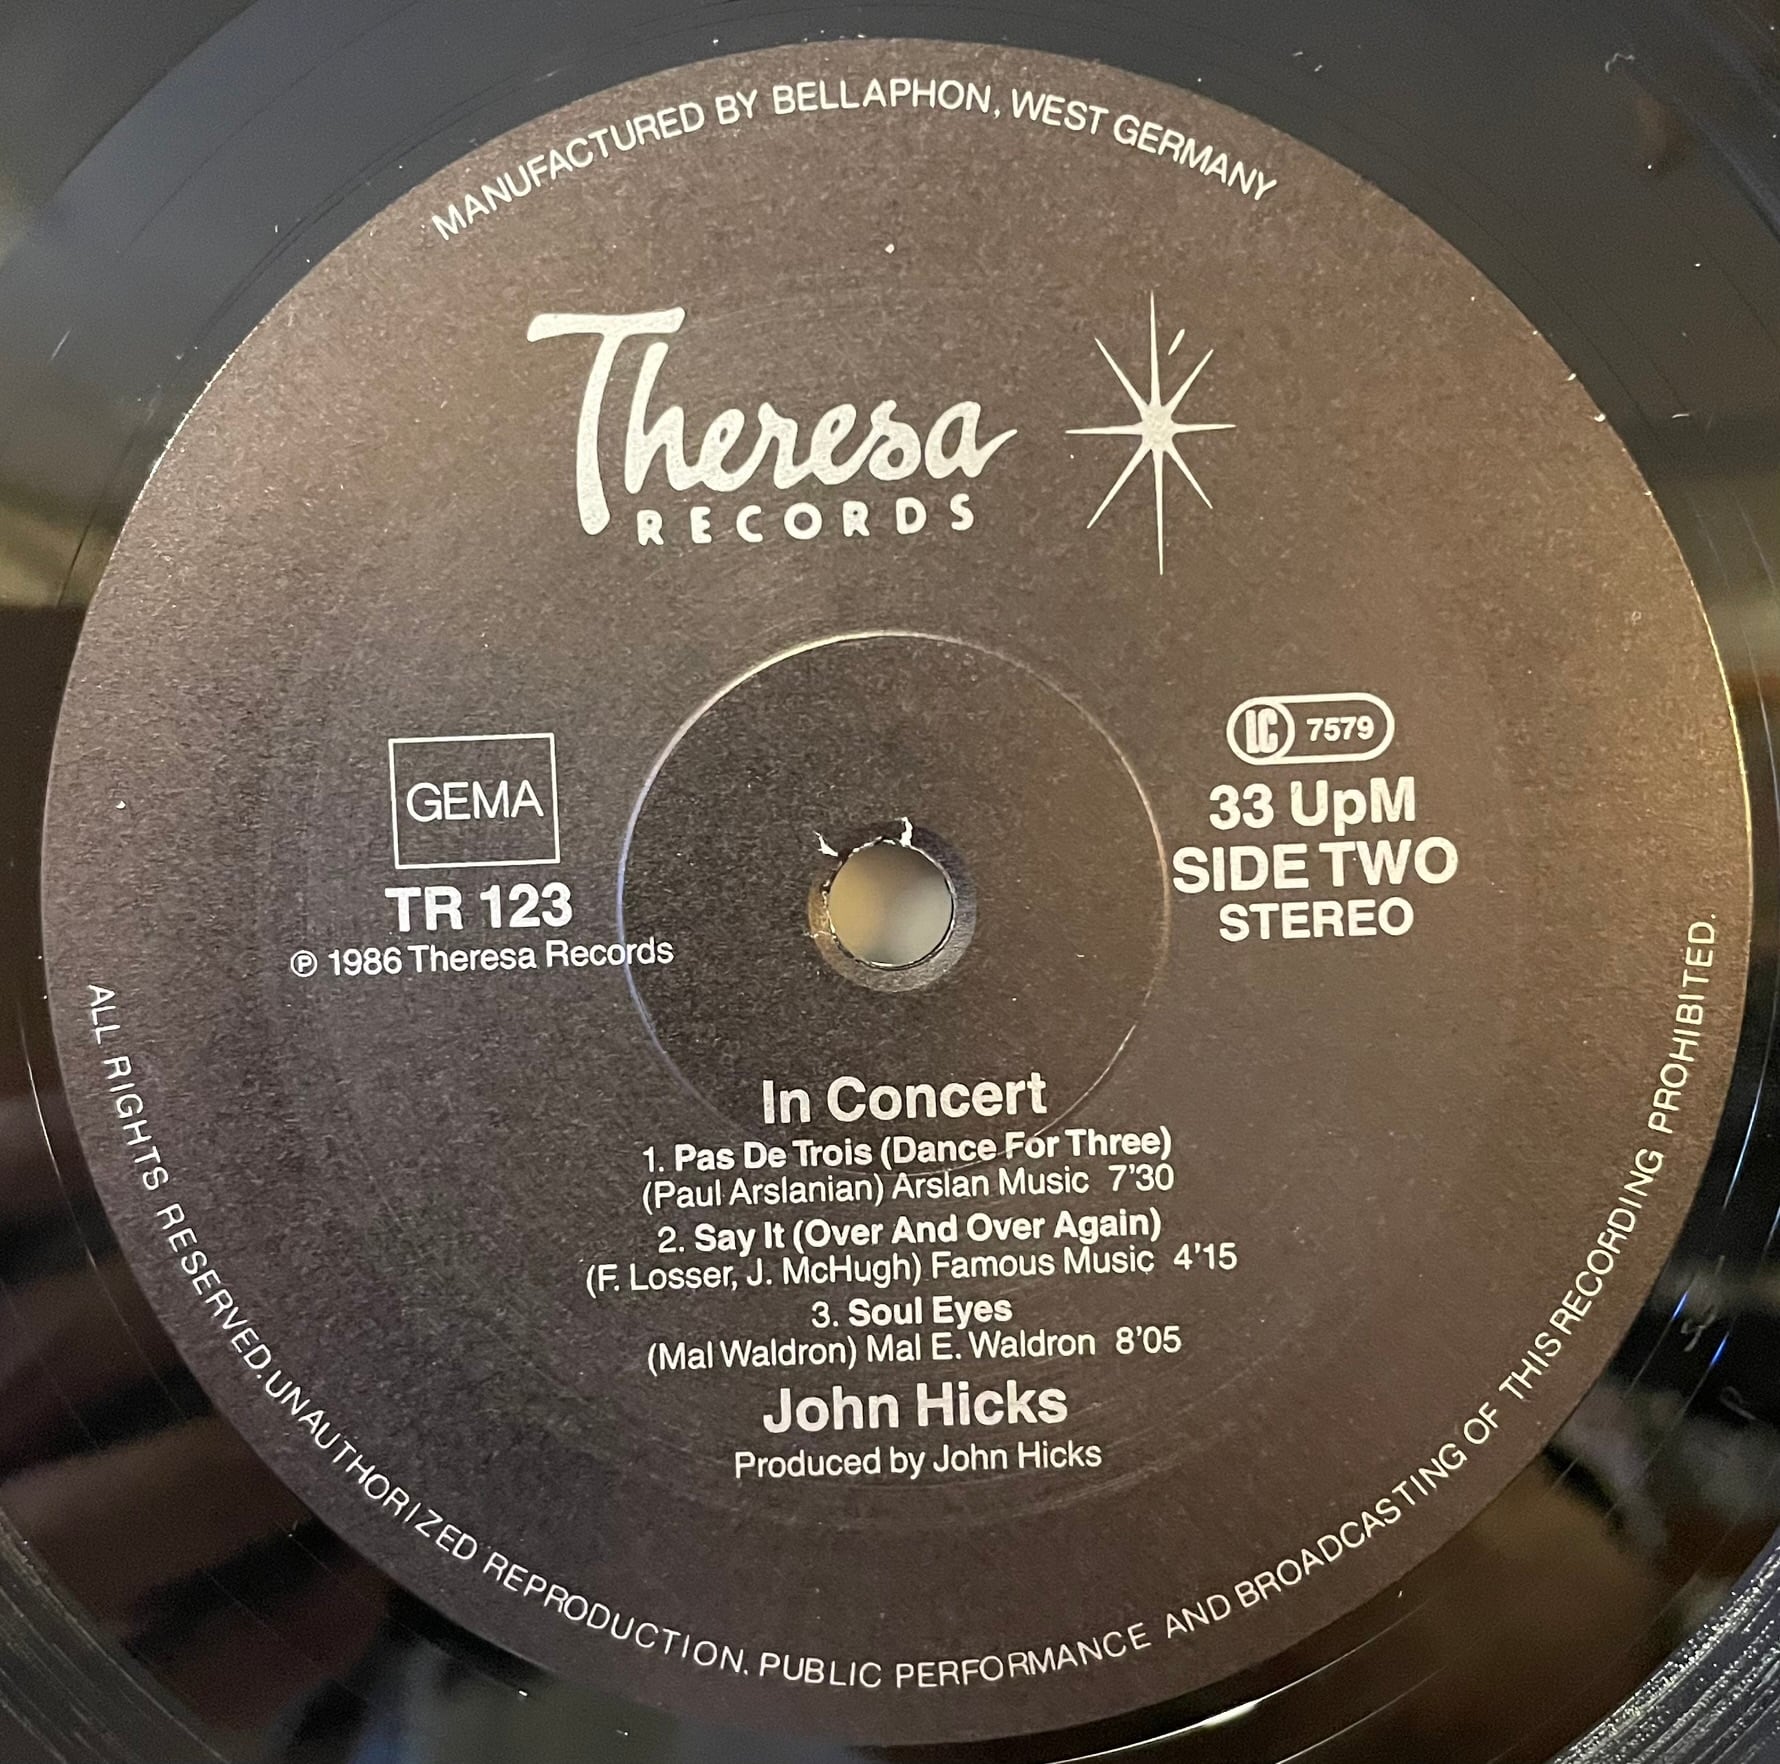 MANUFACTURED BY BELLAPHON, WEST GERMANY
Theresa
RECORDS
GEMA
TR 123
℗ 1986 Theresa Records
LC 7579
33 UpM
SIDE TWO
STEREO
In Concert
1. Pas De Trois (Dance For Three)
(Paul Arslanian) Arslan Music 7'30
2. Say It (Over And Over Again)
(F. Losser, J. McHugh) Famous Music 4'15
3. Soul Eyes
(Mal Waldron) Mal E. Waldron 8'05
John Hicks
Produced by John Hicks
ALL RIGHTS RESERVED. UNAUTHORIZED REPRODUCTION. PUBLIC PERFORMANCE AND BROADCASTING OF THIS RECORDING PROHIBITED.